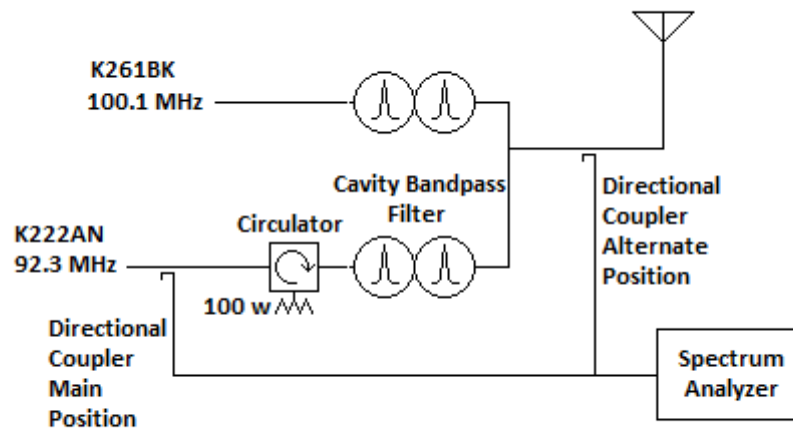 K261BK
100.1 MHz
Cavity Bandpass
Filter
Directional
Coupler
Alternate
Position
Circulator
K222AN
92.3 MHz
100 w
Directional
Coupler
Main
Position
Spectrum
Analyzer